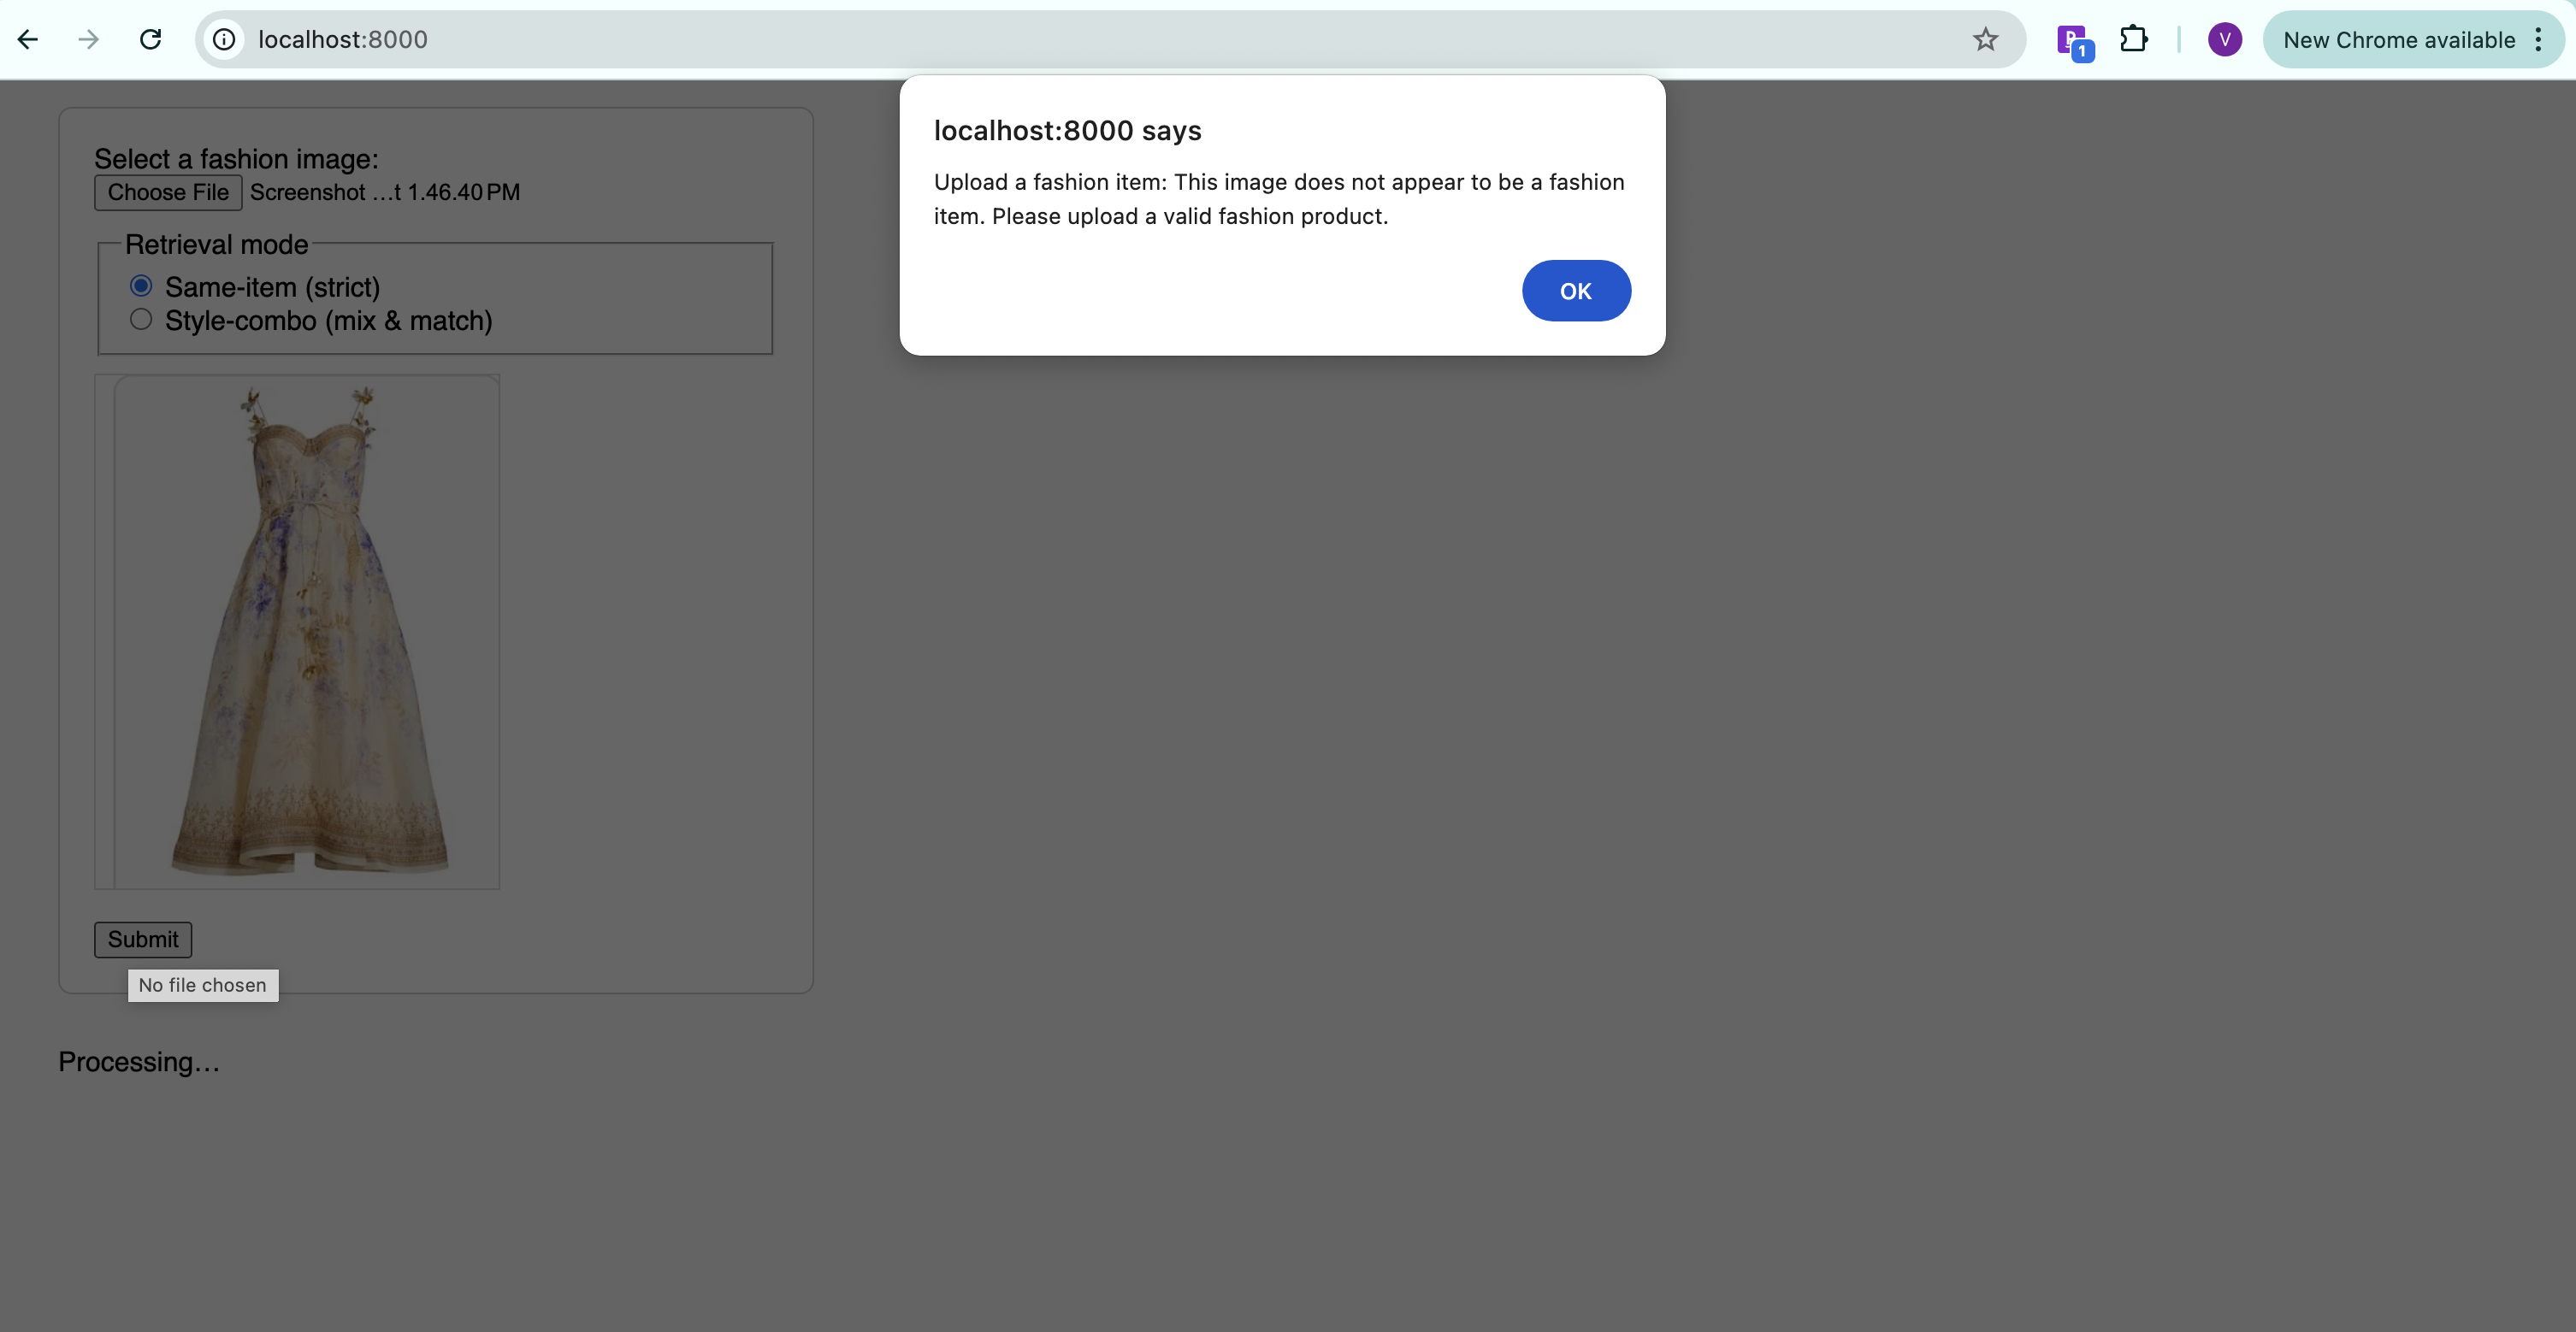 localhost:8000
1
V
New Chrome available
localhost:8000 says
Upload a fashion item: This image does not appear to be a fashion
item. Please upload a valid fashion product.
OK
Select a fashion image:
Choose File Screenshot ...t 1.46.40 PM
Retrieval mode
Same-item (strict)
Style-combo (mix & match)
Submit
No file chosen
Processing...